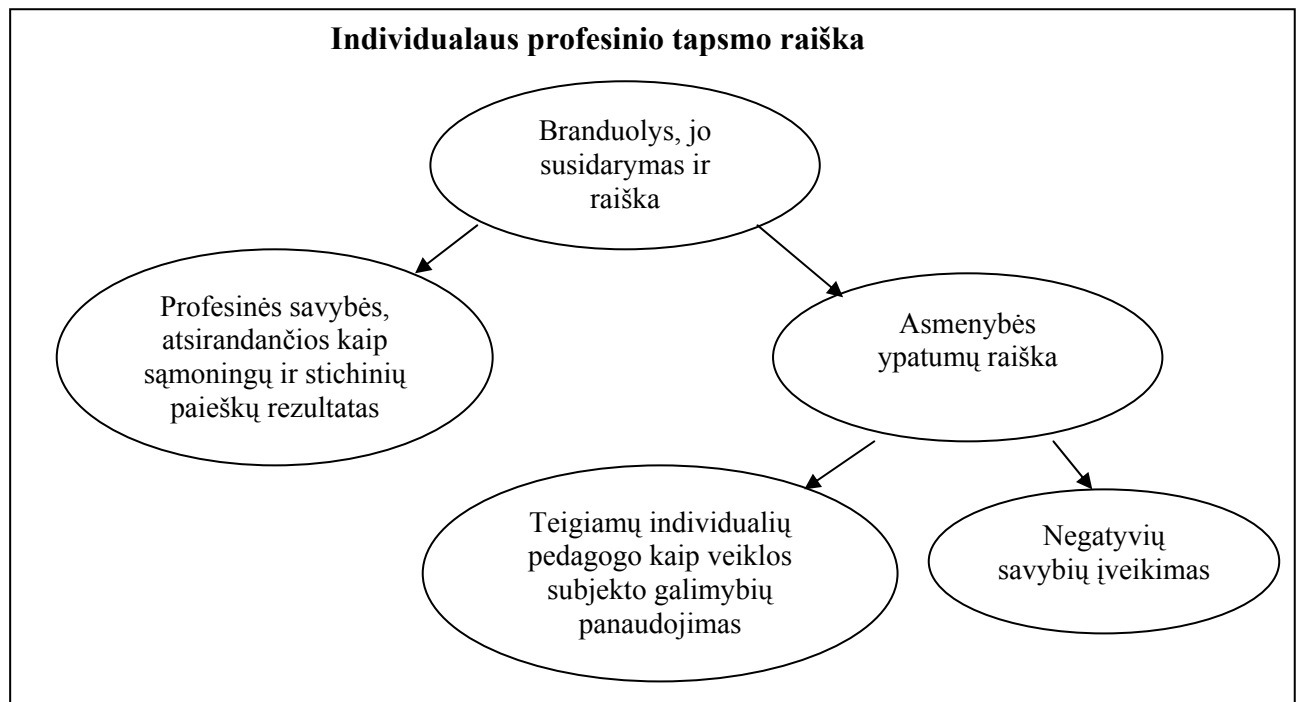 Individualaus profesinio tapsmo raiška
Branduolys, jo
susidarymas ir
raiška
Profesinės savybės,
atsirandančios kaip
sąmoningų ir stichinių
paieškų rezultatas
Asmenybės
ypatumų raiška
Teigiamų individualių
pedagogo kaip veiklos
subjekto galimybių
panaudojimas
Negatyvių
savybių įveikimas